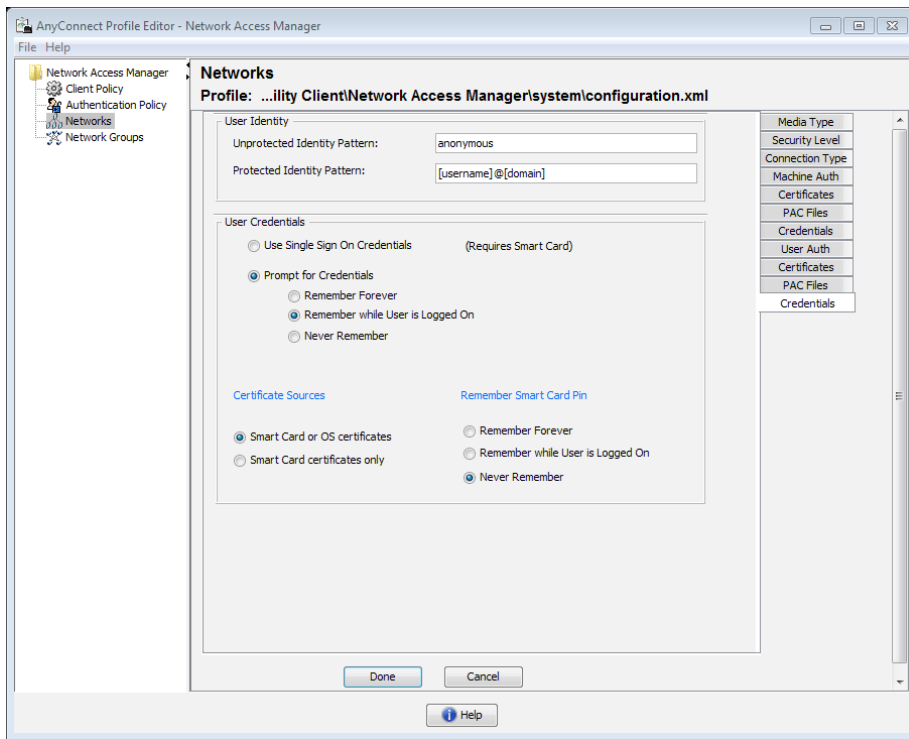 AnyConnect Profile Editor - Network Access Manager
File Help
Network Access Manager
Client Policy
Authentication Policy
Networks
Network Groups
Networks
Profile: ...ility Client\Network Access Manager\system\configuration.xml
User Identity
Unprotected Identity Pattern: anonymous
Protected Identity Pattern: [username]@[domain]
User Credentials
Use Single Sign On Credentials (Requires Smart Card)
Prompt for Credentials
Remember Forever
Remember while User is Logged On
Never Remember
Certificate Sources
Remember Smart Card Pin
Smart Card or OS certificates
Smart Card certificates only
Remember Forever
Remember while User is Logged On
Never Remember
Media Type
Security Level
Connection Type
Machine Auth
Certificates
PAC Files
Credentials
User Auth
Certificates
PAC Files
Credentials
Done
Cancel
Help